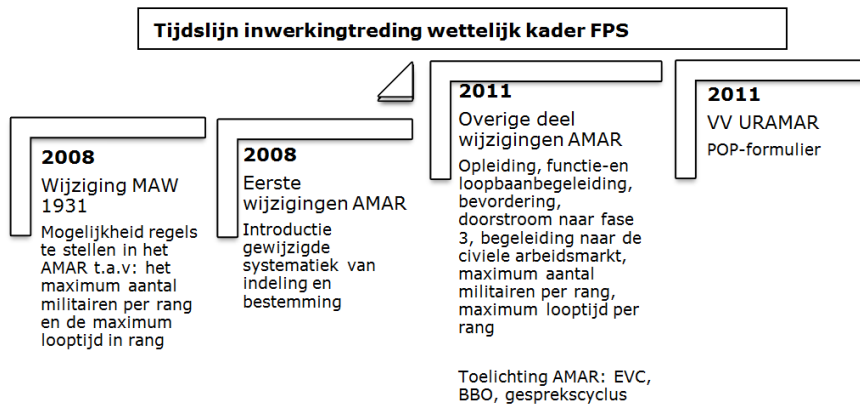 Tijdslijn inwerkingtreding wettelijk kader FPS
2008
Wijziging MAW
1931
Mogelijkheid regels
te stellen in het
AMAR t.a.v: het
maximum aantal
militairen per rang
en de maximum
looptijd in rang
2008
Eerste
wijzigingen AMAR
Introductie
gewijzigde
systematiek van
indeling en
bestemming
2011
Overige deel
wijzigingen AMAR
Opleiding, functie-en
loopbaanbegeleiding,
bevordering,
doorstroom naar fase
3, begeleiding naar de
civiele arbeidsmarkt,
maximum aantal
militairen per rang,
maximum looptijd per
rang
Toelichting AMAR: EVC,
BBO, gesprekscyclus
2011
VV URAMAR
POP-formulier